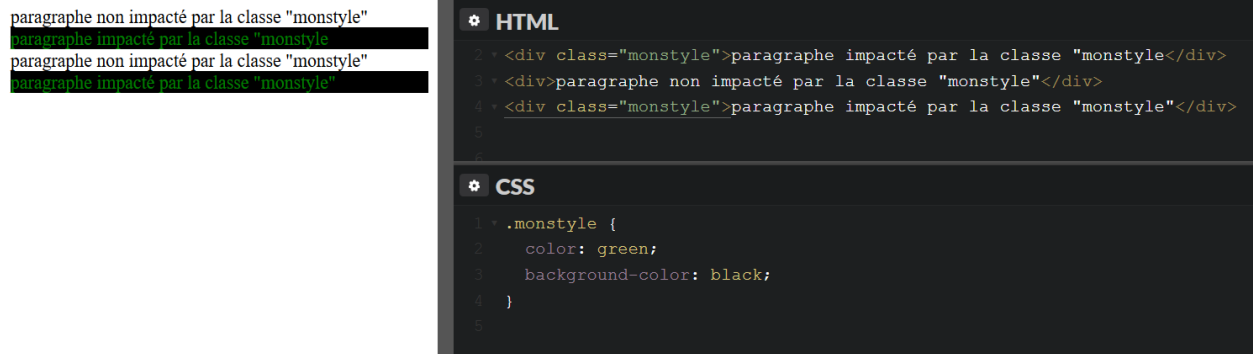 paragraphe non impacté par la classe "monstyle"
paragraphe impacté par la classe "monstyle
paragraphe non impacté par la classe "monstyle"
paragraphe impacté par la classe "monstyle"
HTML
2 <div class="monstyle">paragraphe impacté par la classe "monstyle</div>
3 <div>paragraphe non impacté par la classe "monstyle"</div>
4 <div class="monstyle">paragraphe impacté par la classe "monstyle"</div>
5
6
CSS
1 .monstyle {
2 color: green;
3 background-color: black;
4 }
5